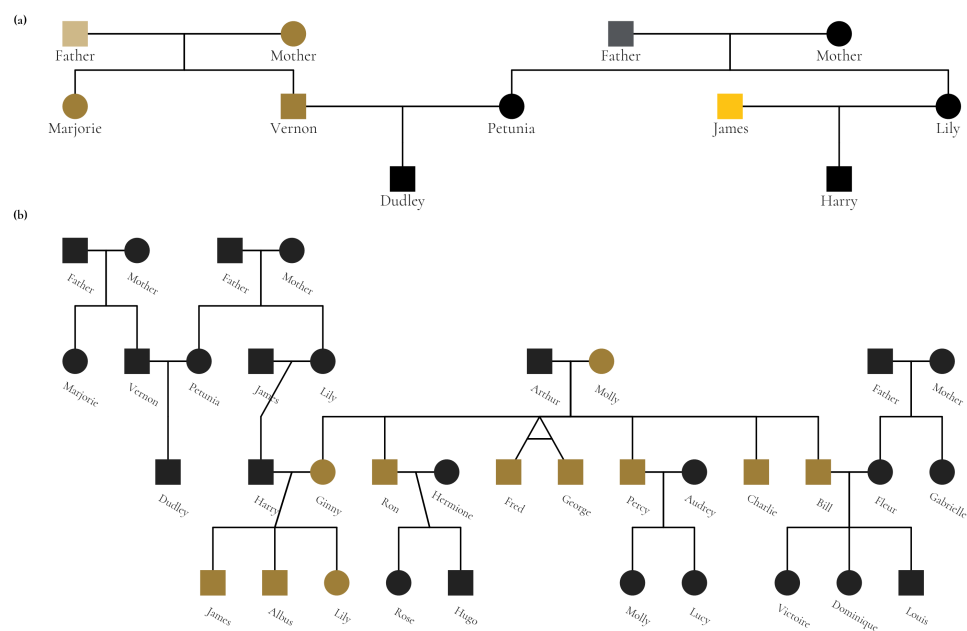 (a)
Father Mother Father Mother
Marjorie Vernon Petunia James Lily
Dudley Harry
(b)
Father Mother Father Mother
Marjorie Vernon Petunia James Lily Arthur Molly Father Mother
Dudley Harry Ginny Ron Hermione Fred George Percy Audrey Charlie Bill Fleur Gabrielle
James Albus Lily Rose Hugo Molly Lucy Victoire Dominique Louis